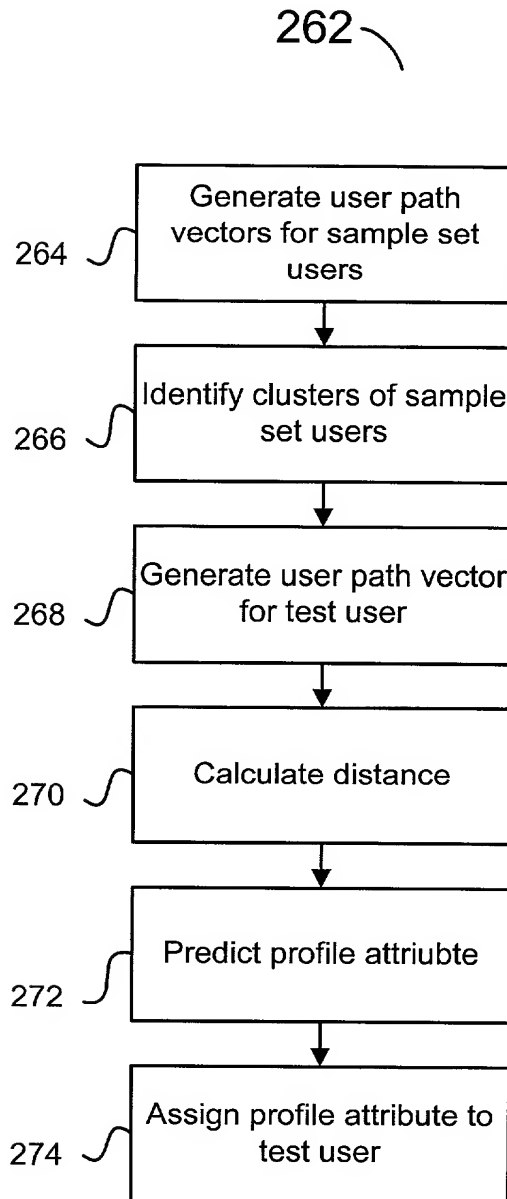 262
264
Generate user path
vectors for sample set
users
266
Identify clusters of sample
set users
268
Generate user path vector
for test user
270
Calculate distance
272
Predict profile attriubte
274
Assign profile attribute to
test user